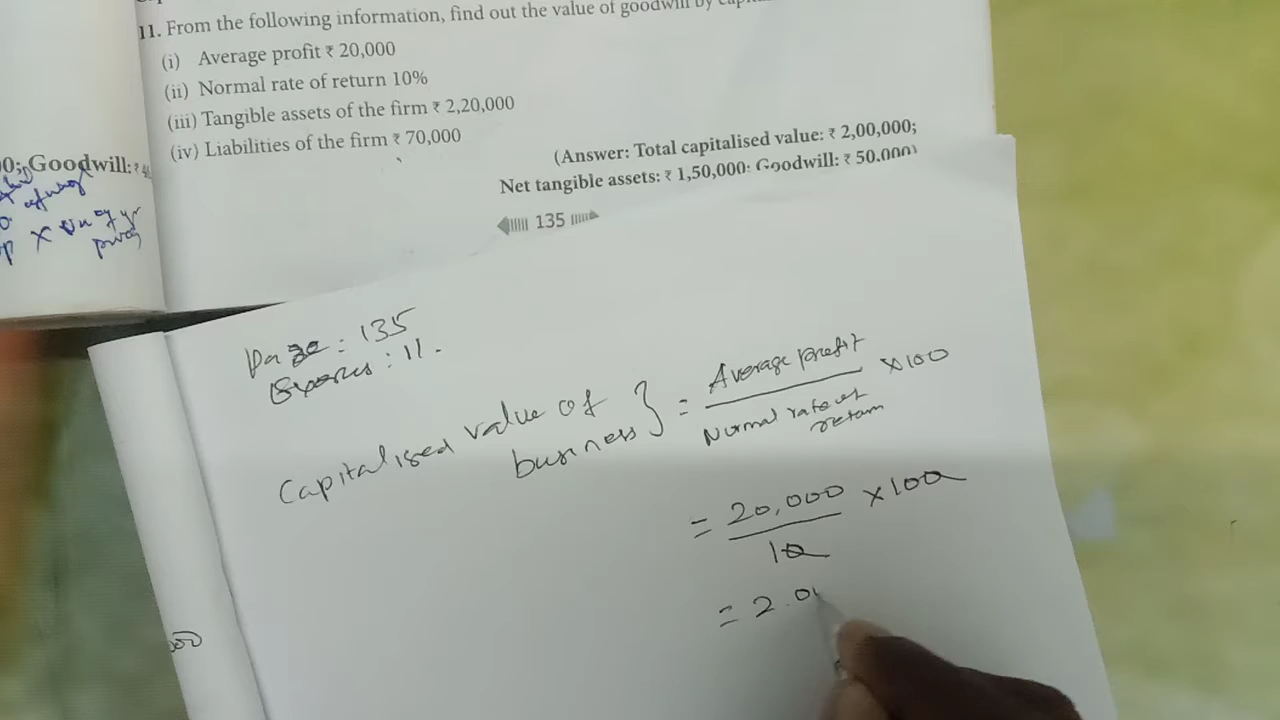 11. From the following information, find out the value of goodwill by
(i) Average profit ₹ 20,000
(ii) Normal rate of return 10%
(iii) Tangible assets of the firm ₹ 2,20,000
(iv) Liabilities of the firm ₹ 70,000
(Answer: Total capitalised value: ₹ 2,00,000;
Net tangible assets: ₹ 1,50,000: Goodwill: ₹ 50.000)
135
0; Goodwill: ₹
Page: 135
: 11.
Capitalised value of
business } = Average profit
Normal rate of
return
×100
= 20,000
10
×100
= 2.0